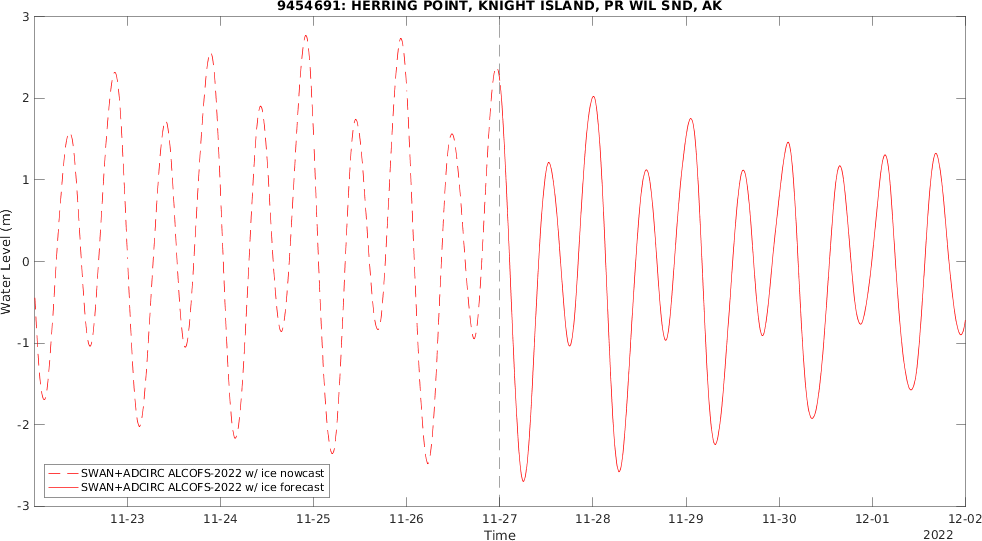 9454691: HERRING POINT, KNIGHT ISLAND, PR WIL SND, AK
3
2
1
0
-1
-2
-3
Water Level (m)
SWAN+ADCIRC ALCOFS-2022 w/ ice nowcast
SWAN+ADCIRC ALCOFS-2022 w/ ice forecast
11-23 11-24 11-25 11-26 11-27 11-28 11-29 11-30 12-01 12-02
Time
2022